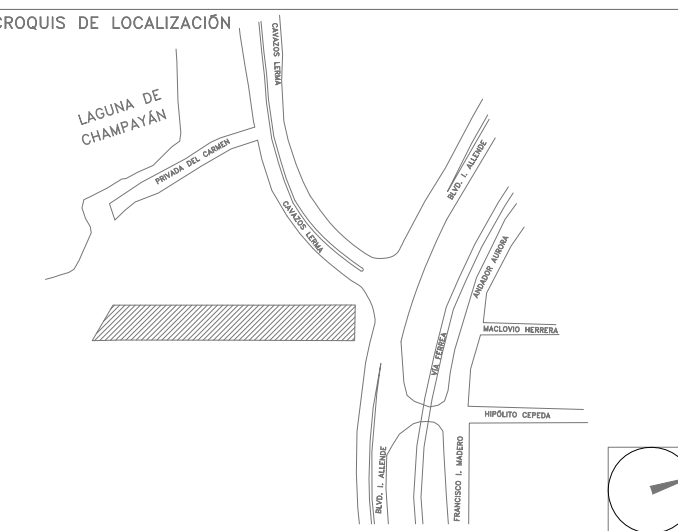 CROQUIS DE LOCALIZACIÓN
CAVAZOS LERMA
LAGUNA DE
CHAMPAYÁN
PRIVADA DEL CARMEN
BLVD. I. ALLENDE
CAVAZOS LERMA
ANDADOR AURORA
MACLOVIO HERRERA
VÍA FERREA
HIPÓLITO CEPEDA
BLVD. I. ALLENDE
FRANCISCO I. MADERO